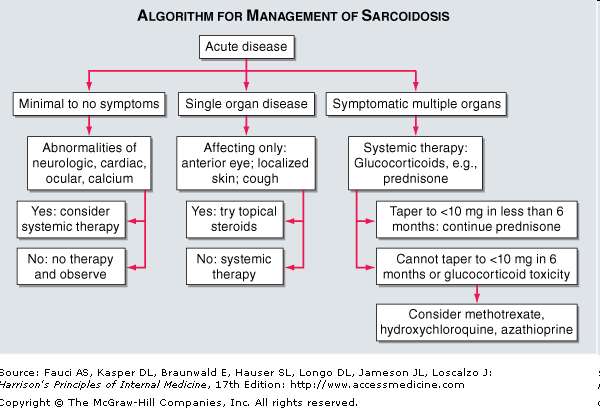 ALGORITHM FOR MANAGEMENT OF SARCOIDOSIS
Acute disease
Minimal to no symptoms
Single organ disease
Symptomatic multiple organs
Abnormalities of
neurologic, cardiac,
ocular, calcium
Affecting only:
anterior eye; localized
skin; cough
Systemic therapy:
Glucocorticoids, e.g.,
prednisone
Yes: consider
systemic therapy
Yes: try topical
steroids
Taper to <10 mg in less than 6
months: continue prednisone
No: no therapy
and observe
No: systemic
therapy
Cannot taper to <10 mg in 6
months or glucocorticoid toxicity
Consider methotrexate,
hydroxychloroquine, azathioprine
Source: Fauci AS, Kasper DL, Braunwald E, Hauser SL, Longo DL, Jameson JL, Loscalzo J:
Harrison's Principles of Internal Medicine, 17th Edition: http://www.accessmedicine.com
Copyright © The McGraw-Hill Companies, Inc. All rights reserved.